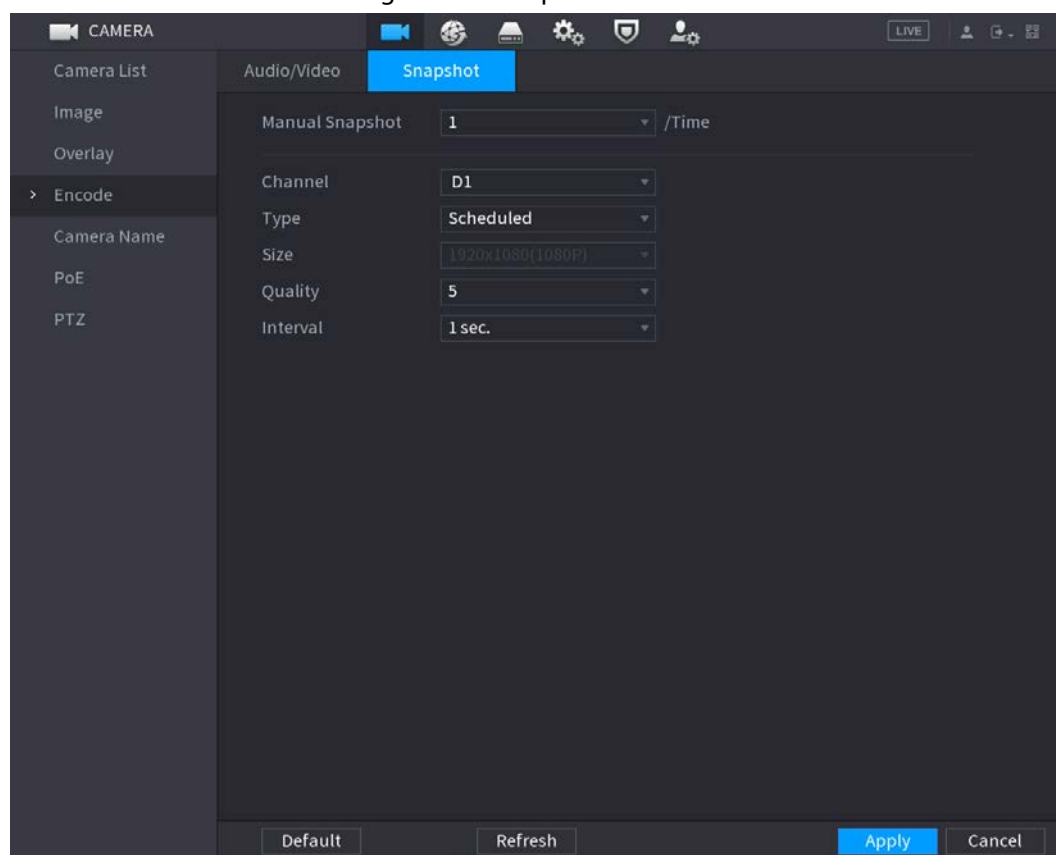 CAMERA LIVE
Camera List
Audio/Video Snapshot
Image
Manual Snapshot 1 /Time
Overlay
Channel D1
> Encode
Type Scheduled
Camera Name
Size 1920x1080(1080P)
PoE
Quality 5
PTZ
Interval 1 sec.
Default Refresh Apply Cancel